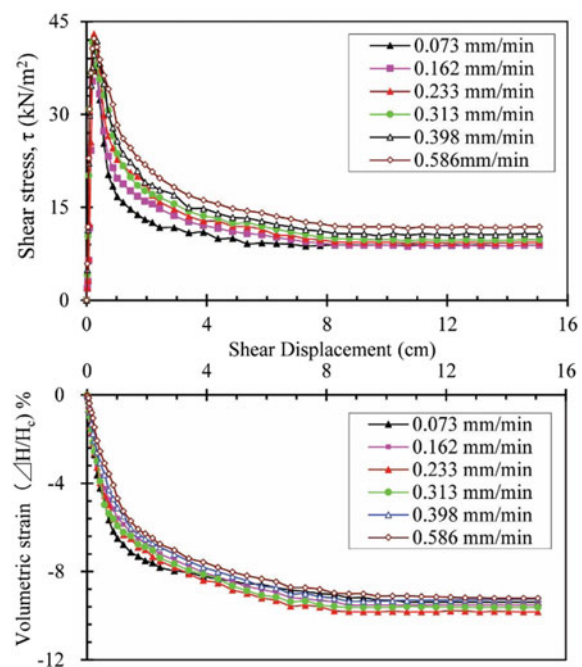 45
30
15
0
Shear stress, τ (kN/m²)
0.073 mm/min
0.162 mm/min
0.233 mm/min
0.313 mm/min
0.398 mm/min
0.586mm/min
0 4 8 12 16
Shear Displacement (cm)
0 4 8 12 16
0
-4
-8
-12
Volumetric strain (⊿H/Hc) %
0.073 mm/min
0.162 mm/min
0.233 mm/min
0.313 mm/min
0.398 mm/min
0.586 mm/min